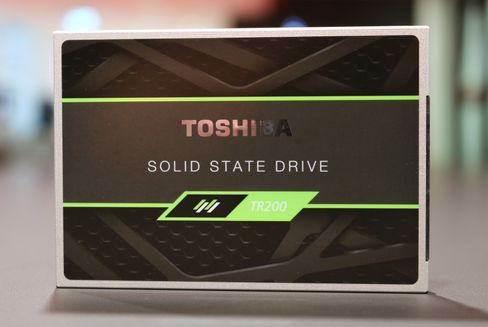 TOSHIBA
SOLID STATE DRIVE
TR200